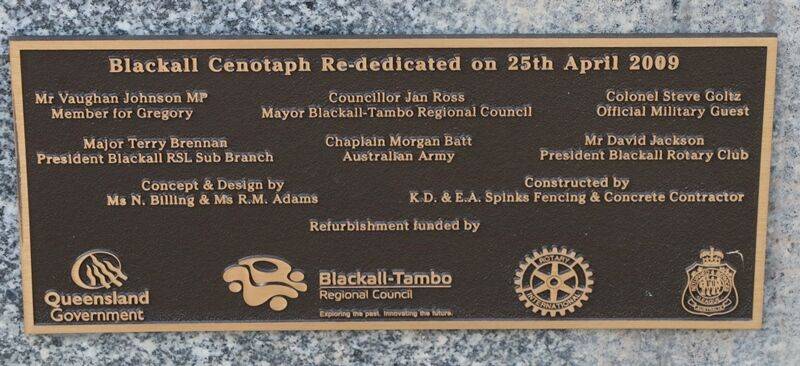 Blackall Cenotaph Re-dedicated on 25th April 2009
Mr Vaughan Johnson MP
Member for Gregory
Councillor Jan Ross
Mayor Blackall-Tambo Regional Council
Colonel Steve Goltz
Official Military Guest
Major Terry Brennan
President Blackall RSL Sub Branch
Chaplain Morgan Batt
Australian Army
Mr David Jackson
President Blackall Rotary Club
Concept & Design by
Ms N. Billing & Ms R.M. Adams
Constructed by
K.D. & E.A. Spinks Fencing & Concrete Contractor
Refurbishment funded by
Queensland
Government
Blackall-Tambo
Regional Council
Exploring the past. Innovating the future.
ROTARY
INTERNATIONAL
LEAGUE
AUSTRALIA